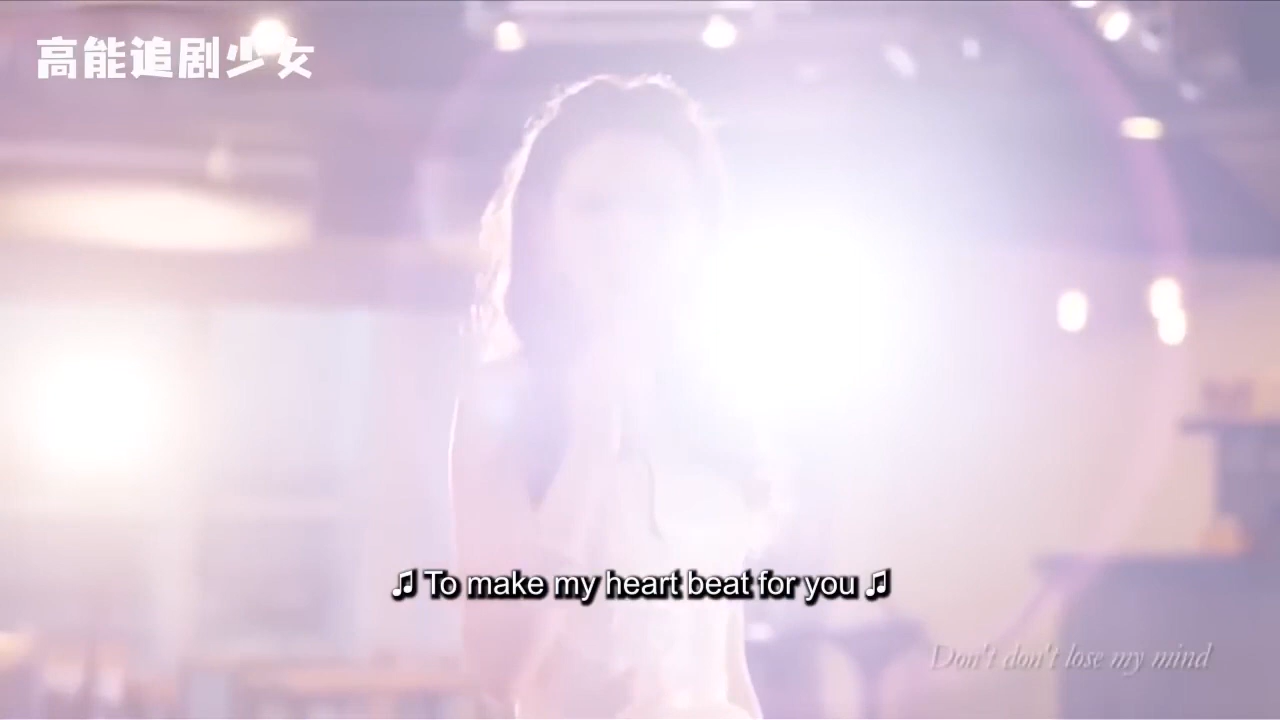 高能追剧少女
♫ To make my heart beat for you ♫
Don't don't lose my mind